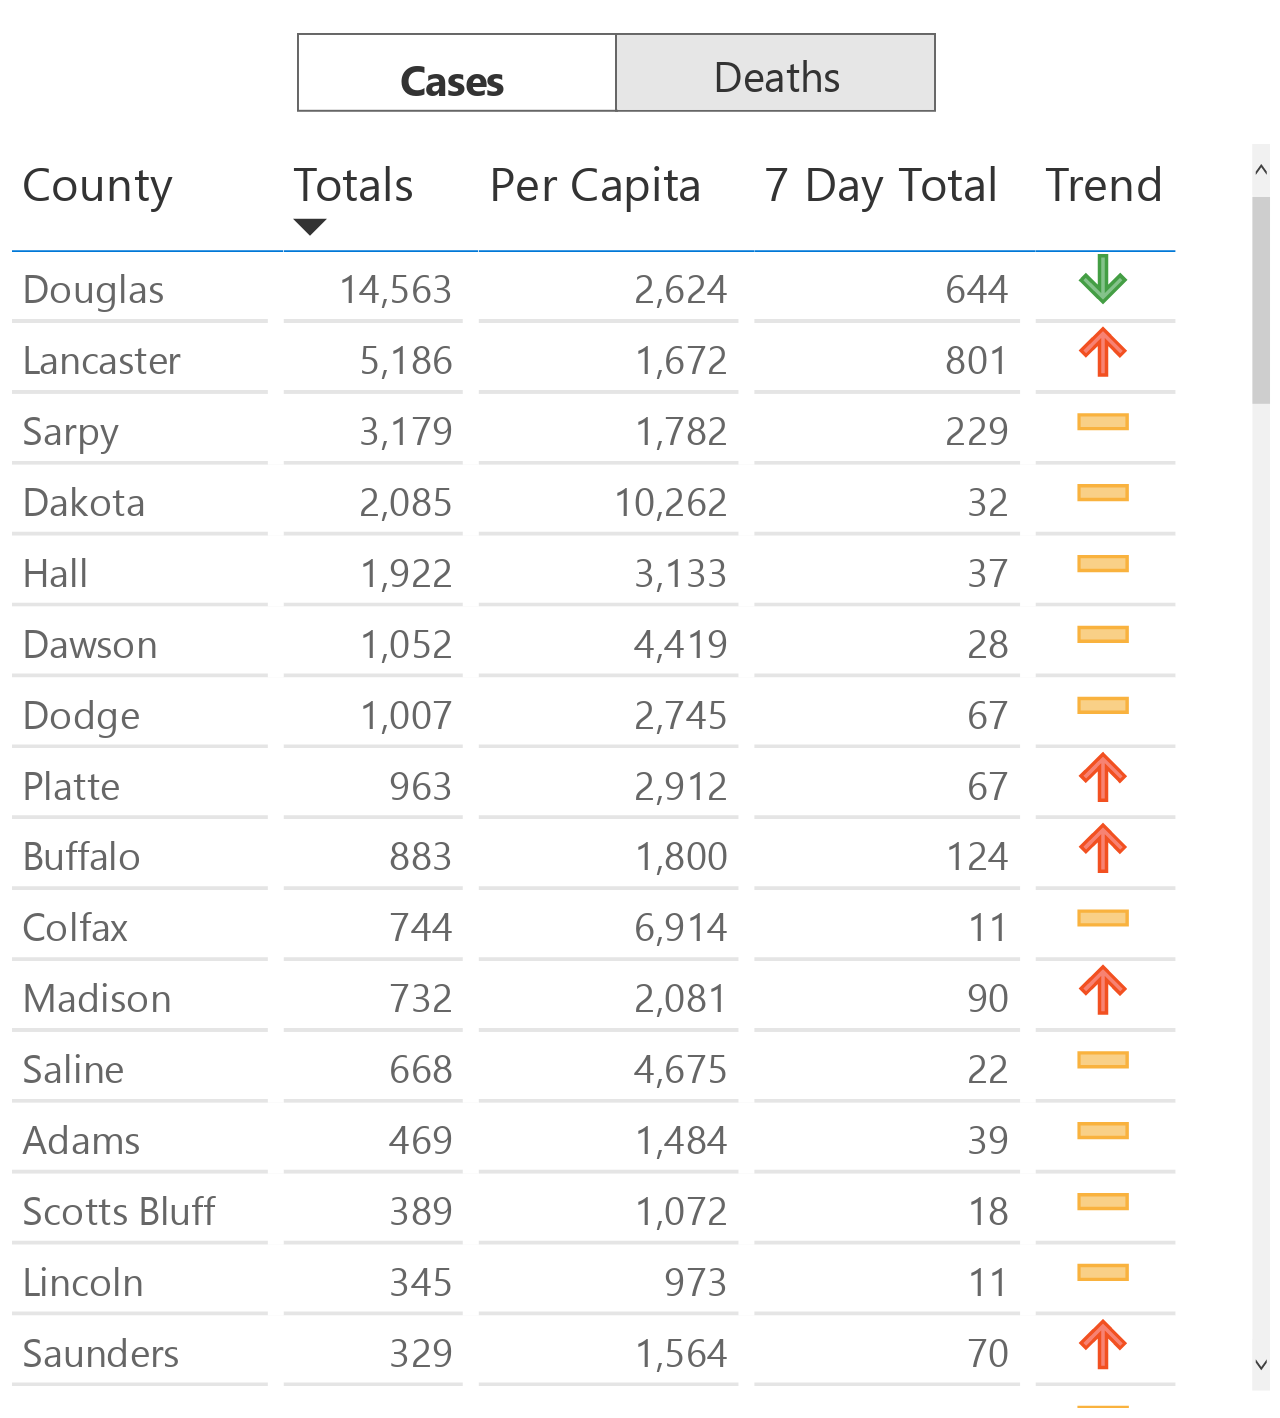 Cases Deaths
County Totals Per Capita 7 Day Total Trend
Douglas 14,563 2,624 644
Lancaster 5,186 1,672 801
Sarpy 3,179 1,782 229
Dakota 2,085 10,262 32
Hall 1,922 3,133 37
Dawson 1,052 4,419 28
Dodge 1,007 2,745 67
Platte 963 2,912 67
Buffalo 883 1,800 124
Colfax 744 6,914 11
Madison 732 2,081 90
Saline 668 4,675 22
Adams 469 1,484 39
Scotts Bluff 389 1,072 18
Lincoln 345 973 11
Saunders 329 1,564 70